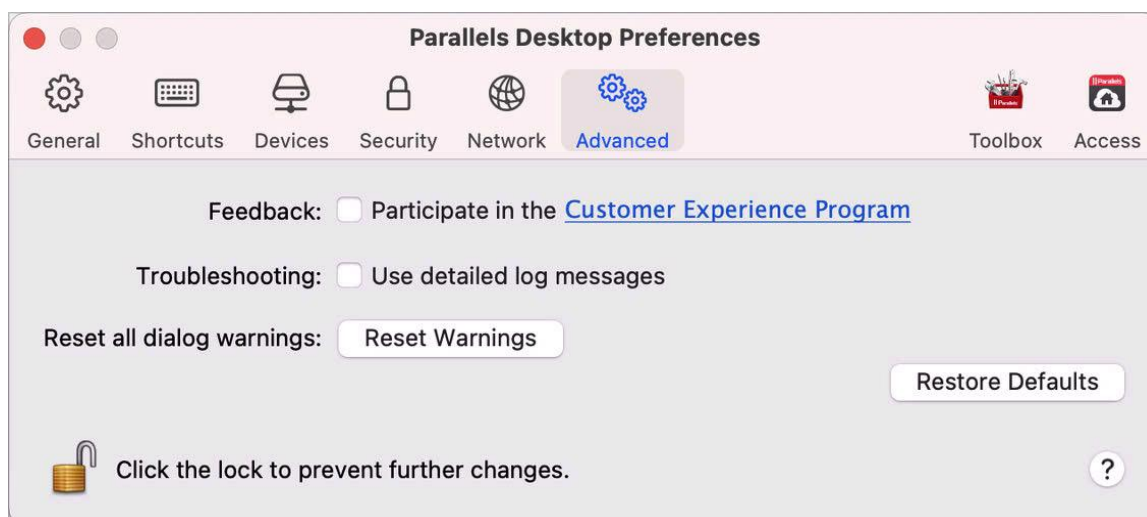 Parallels Desktop Preferences
General Shortcuts Devices Security Network Advanced Toolbox Access
Feedback: Participate in the Customer Experience Program
Troubleshooting: Use detailed log messages
Reset all dialog warnings: Reset Warnings
Restore Defaults
Click the lock to prevent further changes. ?